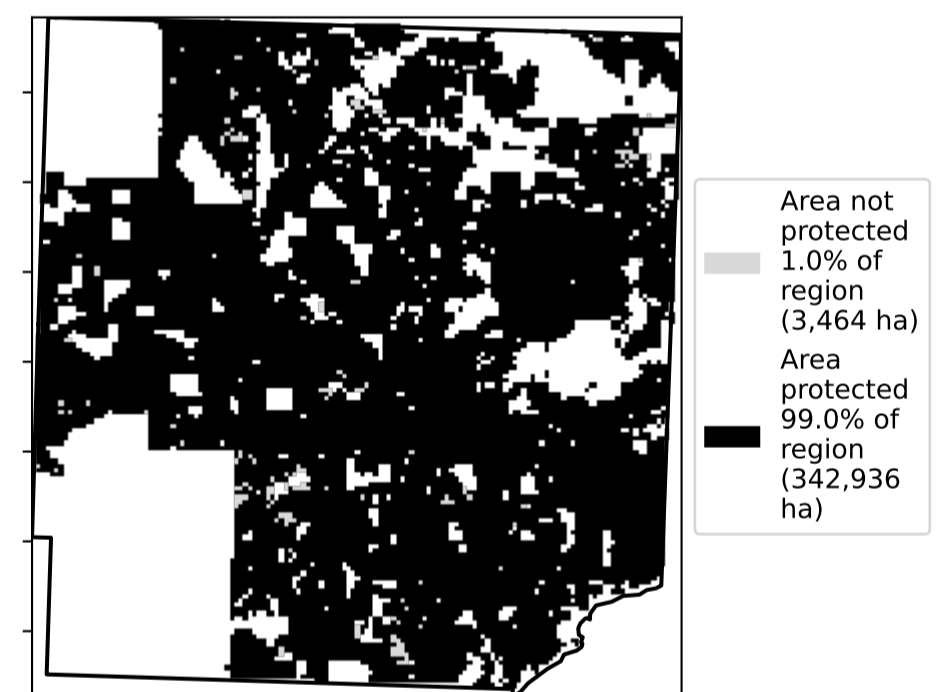 Area not
protected
1.0% of
region
(3,464 ha)
Area
protected
99.0% of
region
(342,936
ha)